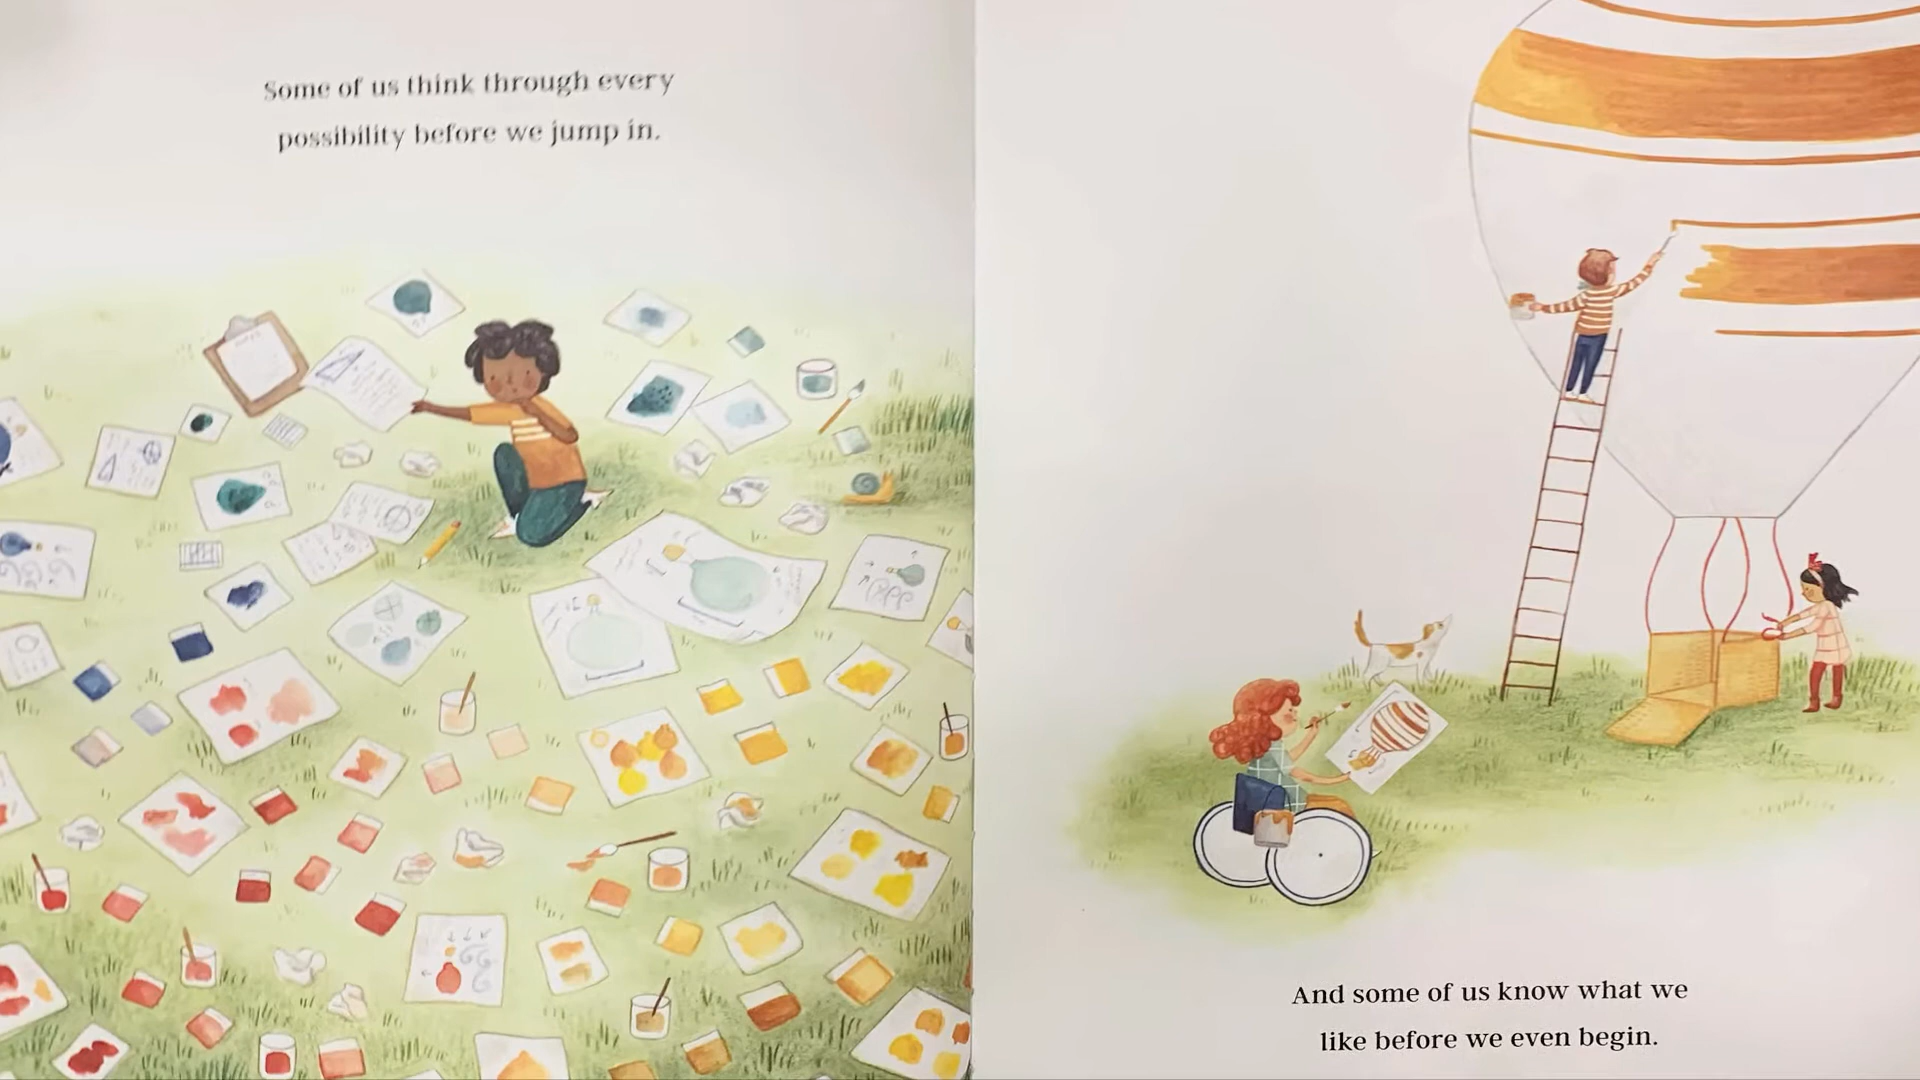 Some of us think through every
possibility before we jump in.
And some of us know what we
like before we even begin.